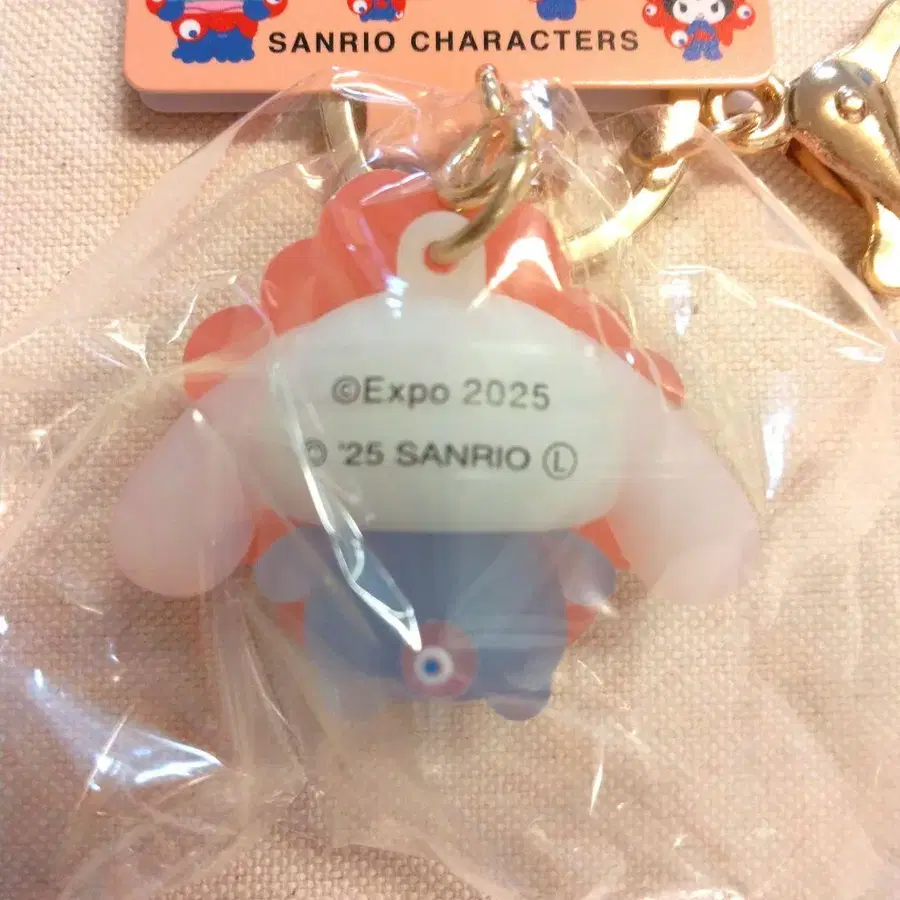 SANRIO CHARACTERS
©Expo 2025
© '25 SANRIO Ⓛ